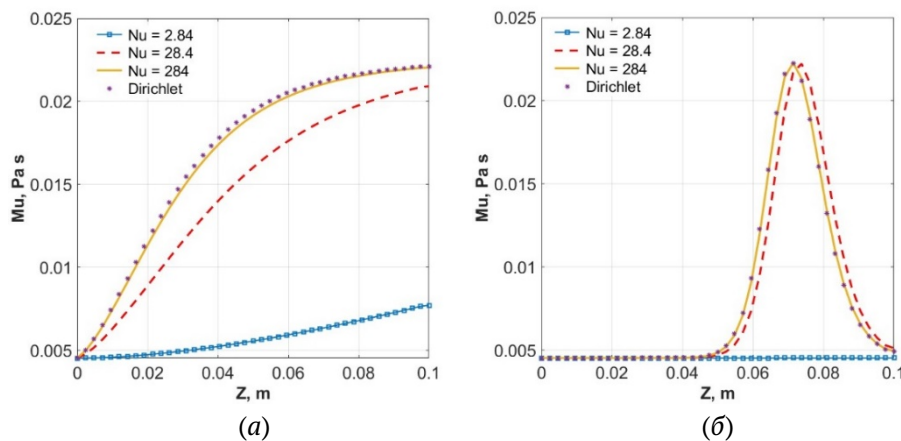 0.025
0.02
0.015
0.01
0.005
Mu, Pa s
Nu = 2.84
Nu = 28.4
Nu = 284
Dirichlet
0 0.02 0.04 0.06 0.08 0.1
Z, m
(а)
0.025
0.02
0.015
0.01
0.005
Mu, Pa s
Nu = 2.84
Nu = 28.4
Nu = 284
Dirichlet
0 0.02 0.04 0.06 0.08 0.1
Z, m
(б)